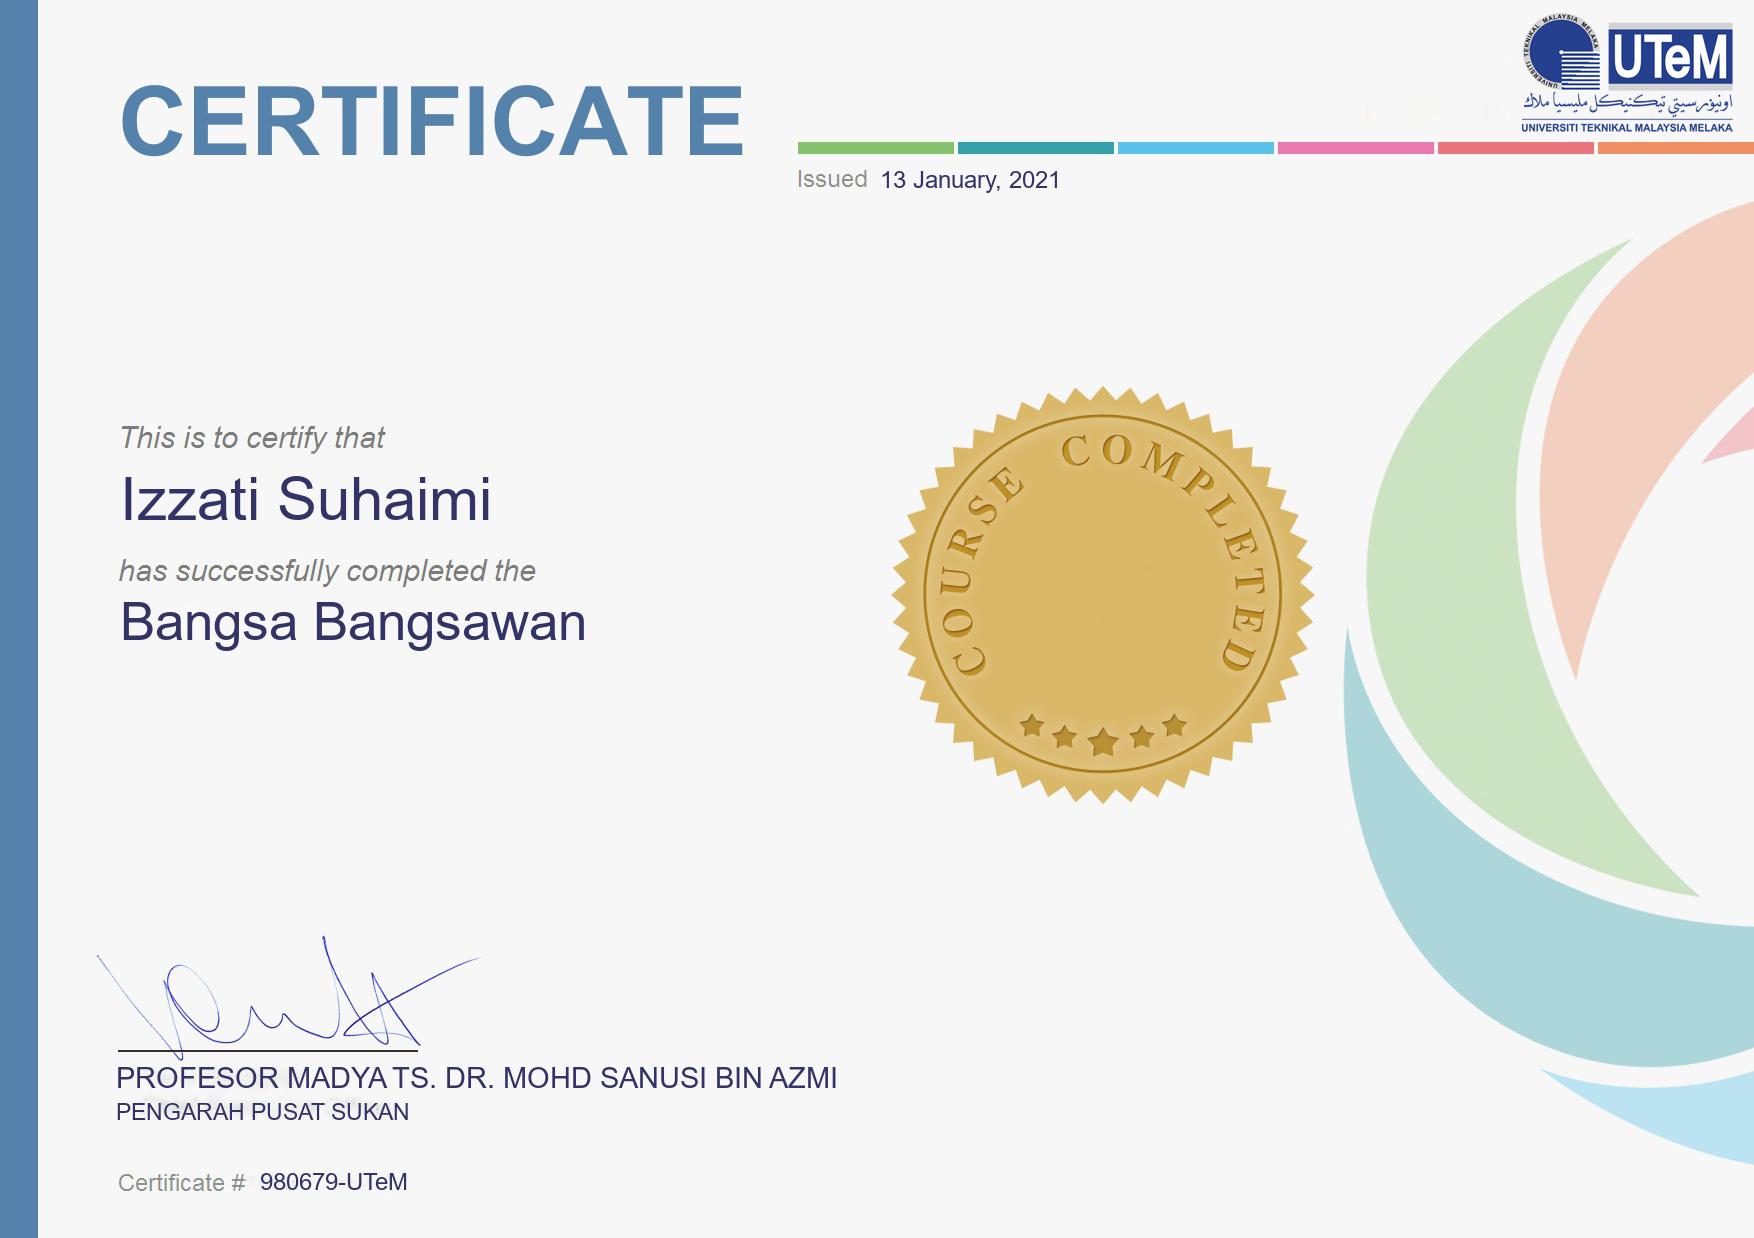 CERTIFICATE
UNIVERSITI TEKNIKAL MALAYSIA MELAKA
UTeM
اونيۏرسيتي تيكنيكل مليسيا ملاك
UNIVERSITI TEKNIKAL MALAYSIA MELAKA
Issued 13 January, 2021
This is to certify that
Izzati Suhaimi
has successfully completed the
Bangsa Bangsawan
COURSE COMPLETED
PROFESOR MADYA TS. DR. MOHD SANUSI BIN AZMI
PENGARAH PUSAT SUKAN
Certificate # 980679-UTeM